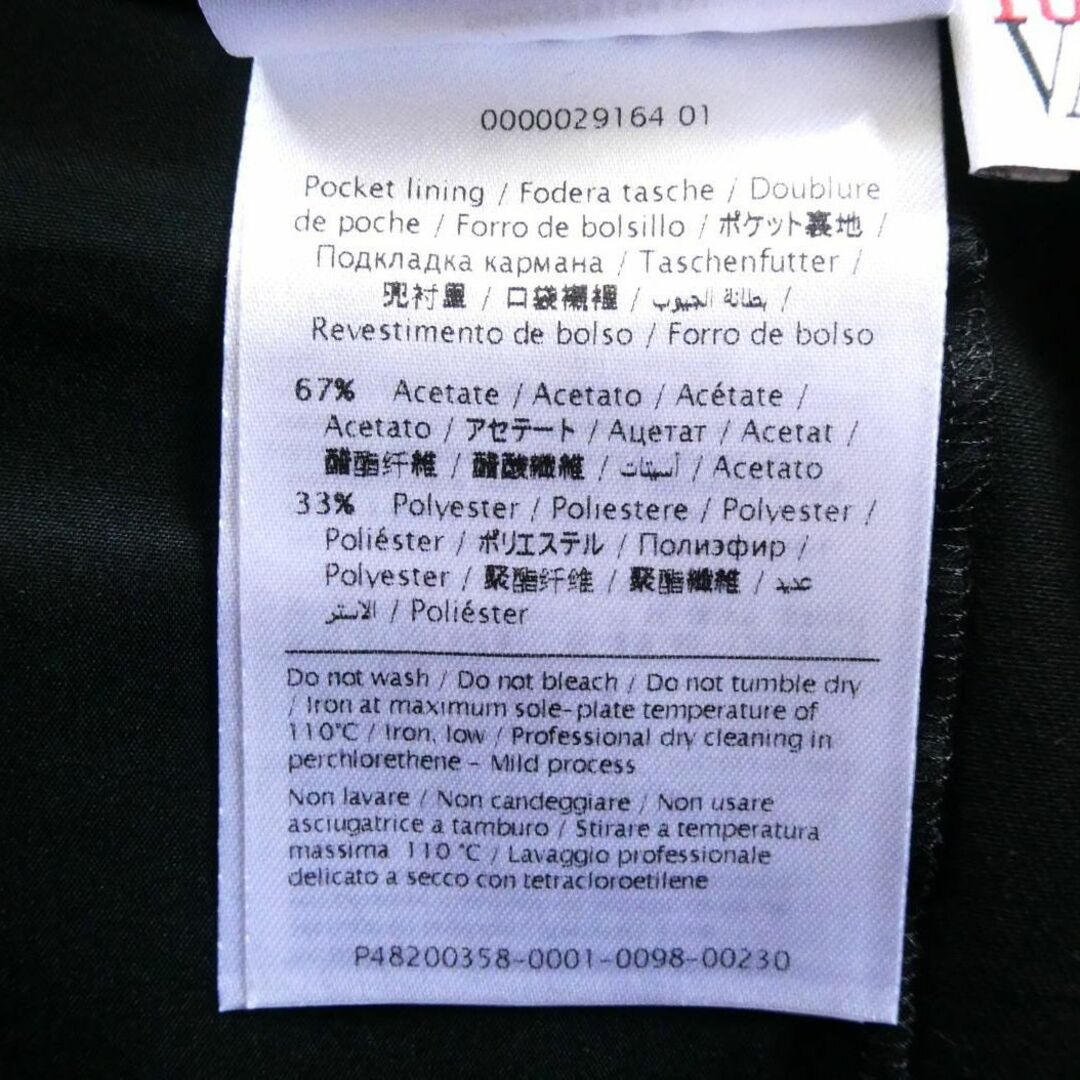 0000029164 01
Pocket lining / Fodera tasche / Doublure
de poche / Forro de bolsillo / ポケット裏地 /
Подкладка кармана / Taschenfutter /
兜衬里 / 口袋襯裡 / بطانة الجيوب /
Revestimento de bolso / Forro de bolso
67% Acetate / Acetato / Acétate /
Acetato / アセテート / Ацетат / Acetat /
醋酯纤维 / 醋酸纖維 / أسيتات / Acetato
33% Polyester / Poliestere / Polyester /
Poliéster / ポリエステル / Полиэфир /
Polyester / 聚酯纤维 / 聚酯纖維 / عديد
الاستر / Poliéster
Do not wash / Do not bleach / Do not tumble dry
/ Iron at maximum sole-plate temperature of
110°C / Iron, low / Professional dry cleaning in
perchlorethene - Mild process
Non lavare / Non candeggiare / Non usare
asciugatrice a tamburo / Stirare a temperatura
massima 110 °C / Lavaggio professionale
delicato a secco con tetracloroetilene
P48200358-0001-0098-00230